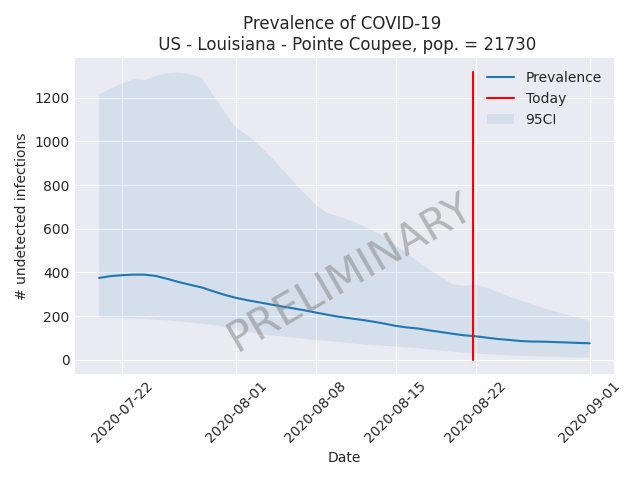 Prevalence of COVID-19
US - Louisiana - Pointe Coupee, pop. = 21730
Prevalence
Today
95CI
# undetected infections
1200
1000
800
600
400
200
0
PRELIMINARY
2020-07-22
2020-08-01
2020-08-08
2020-08-15
2020-08-22
2020-09-01
Date